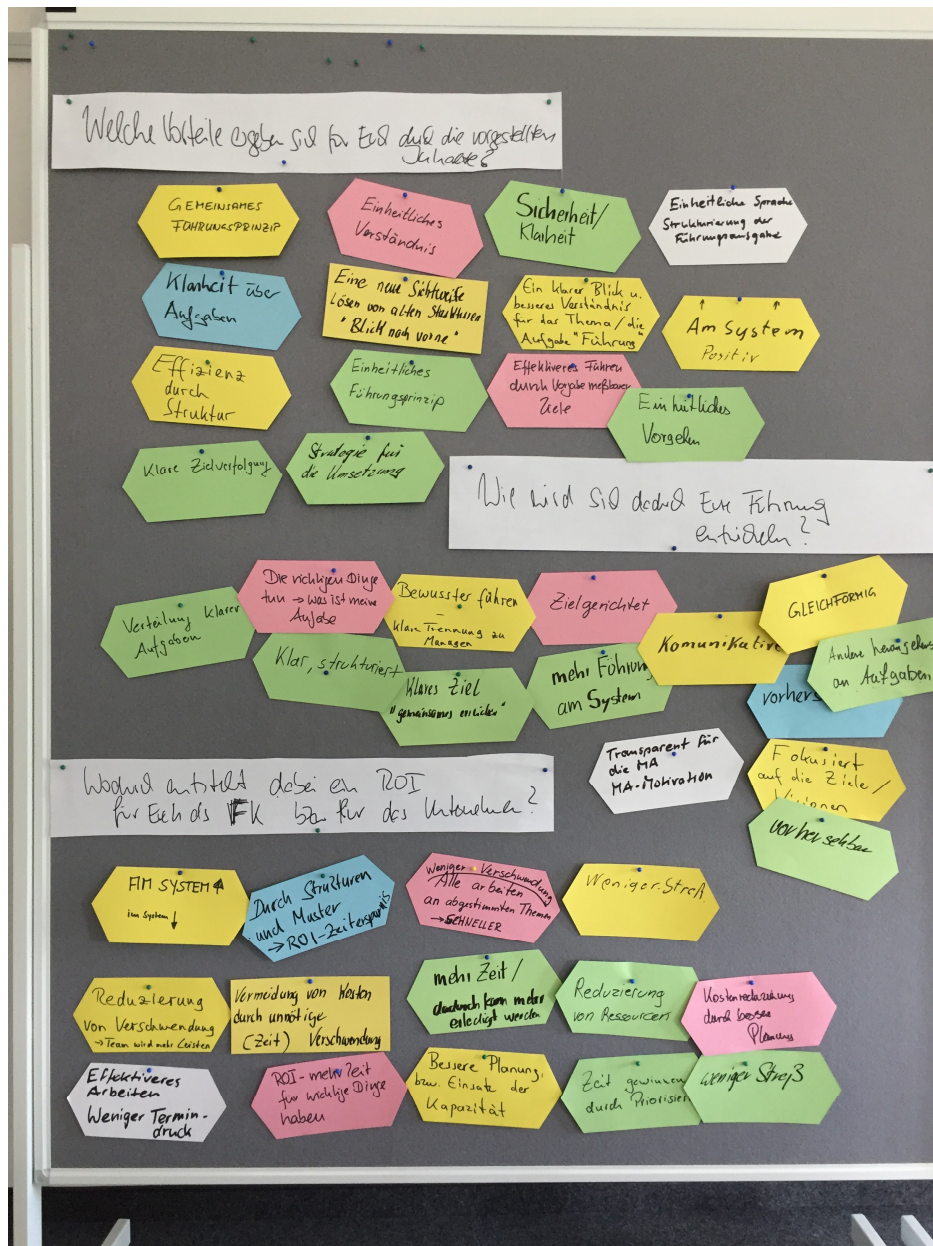 Welche Vorteile ergeben sich für Euch durch die vorgestellten
Inhalte?
GEMEINSAMES
FÜHRUNGSPRINZIP
Einheitliches
Verständnis
Sicherheit/
Klarheit
Einheitliche Sprache
Strukturierung der
Führungsausgabe
Klarheit über
Aufgaben
Eine neue Sichtweise
Lösen von alten Strukturen
"Blick nach vorne"
Ein klarer Blick u.
besseres Verständnis
für das Thema / die
Aufgabe "Führung"
↑ ↑
Am System
Positiv
Effizienz
durch
Struktur
Einheitliches
Führungsprinzip
Effektiveres Führen
durch Vorgabe meßbarer
Ziele
Einheitliches
Vorgehen
Klare Zielverfolgung
Strategie für
die Umsetzung
Wie wird sich dadurch Eure Führung
entwickeln?
Verteilung klarer
Aufgaben
Die richtigen Dinge
tun → was ist meine
Aufgabe
Bewusster führen
–
klare Trennung zu
Managen
Zielgerichtet
Komunikative
GLEICHFÖRMIG
Andere
an Aufgaben
Klar, strukturiert
Klares Ziel
"gemeinsames erreichen"
mehr Führung
am System
vorhers
Transparent für
die MA
MA-Motivation
Fokusiert
auf die Ziele /
Visionen
vorhersehbar
Wodurch entsteht dabei ein ROI
für Euch als FK bzw für das Unternehmen?
AM SYSTEM ↑
im System ↓
Durch Strukturen
und Muster
→ ROI-Zeitersparnis
weniger Verschwendung
Alle arbeiten
an abgestimmten Themen
→ SCHNELLER
Weniger Streß
Reduzierung
von Verschwendung
→ Team wird mehr Leisten
Vermeidung von Kosten
durch unnötige
(Zeit) Verschwendung
mehr Zeit /
dadurch kann mehr
erledigt werden
Reduzierung
von Ressourcen
Kostenreduzierung
durch bessere
Planung
Effektiveres
Arbeiten
Weniger Termin-
druck
ROI - mehr Zeit
für wichtige Dinge
haben
Bessere Planung,
bzw. Einsatz der
Kapazität
Zeit gewinnen
durch Priorisier
weniger Streß